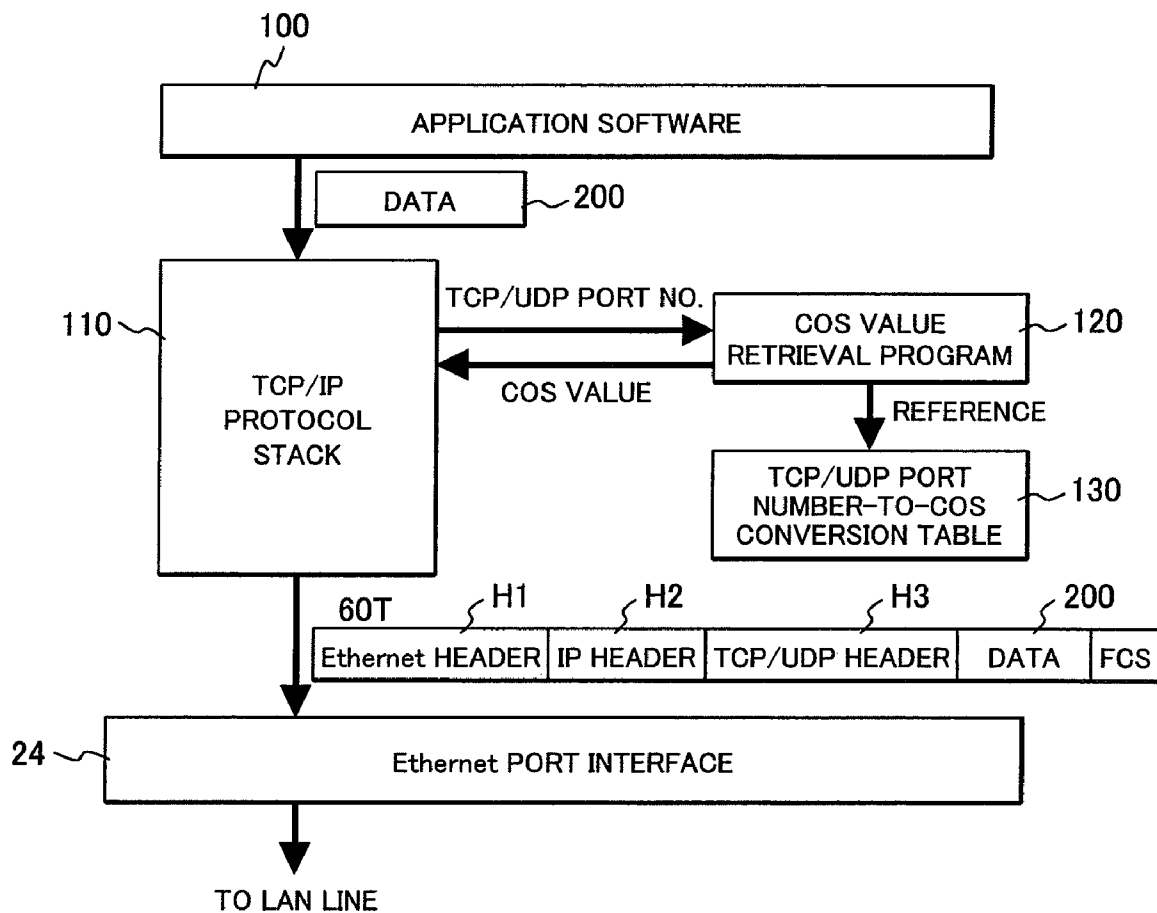 100
APPLICATION SOFTWARE
DATA
200
110
TCP/IP
PROTOCOL
STACK
TCP/UDP PORT NO.
COS VALUE
COS VALUE
RETRIEVAL PROGRAM
120
REFERENCE
TCP/UDP PORT
NUMBER-TO-COS
CONVERSION TABLE
130
60T
H1
H2
H3
200
Ethernet HEADER
IP HEADER
TCP/UDP HEADER
DATA
FCS
24
Ethernet PORT INTERFACE
TO LAN LINE